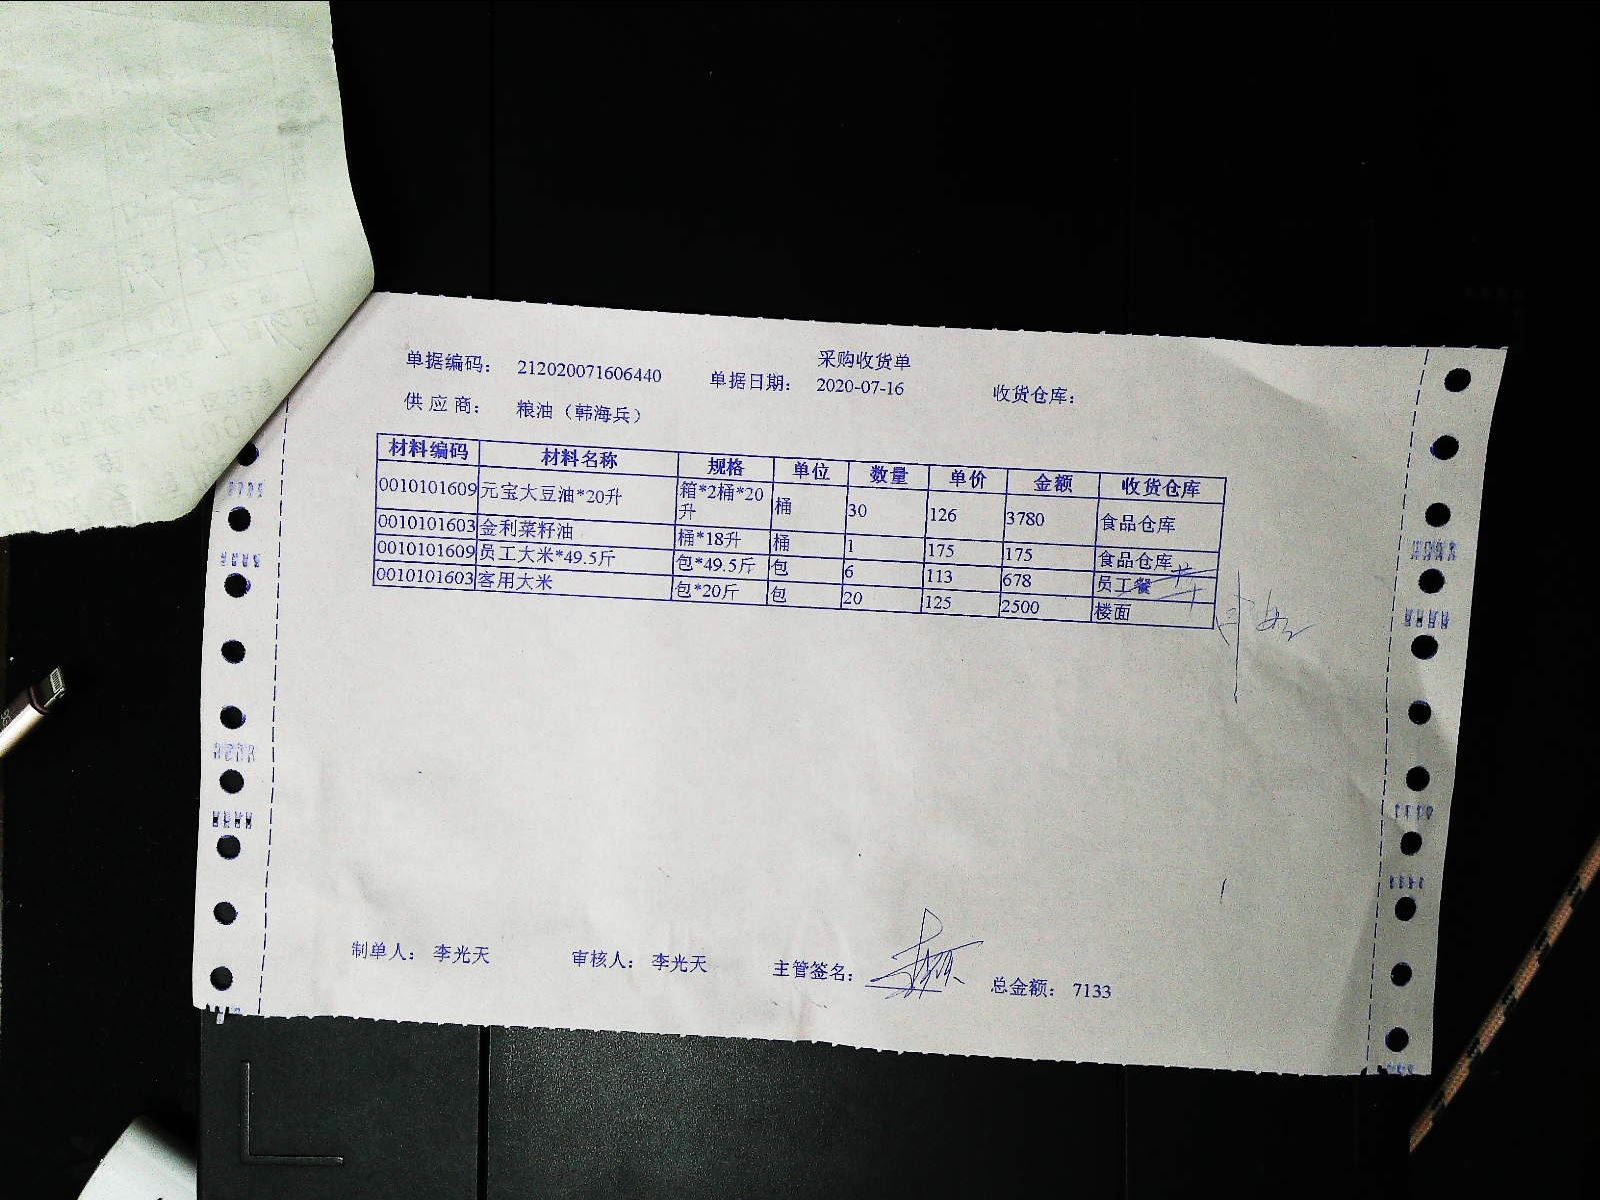 采购收货单
单据编码： 212020071606440 单据日期： 2020-07-16 收货仓库：
供 应 商： 粮油（韩海兵）
材料编码 材料名称 规格 单位 数量 单价 金额 收货仓库
0010101609 元宝大豆油*20升 箱*2桶*20升 桶 30 126 3780 食品仓库
0010101603 金利菜籽油 桶*18升 桶 1 175 175 食品仓库
0010101609 员工大米*49.5斤 包*49.5斤 包 6 113 678 员工餐
0010101603 客用大米 包*20斤 包 20 125 2500 楼面
制单人： 李光天 审核人： 李光天 主管签名： 总金额： 7133